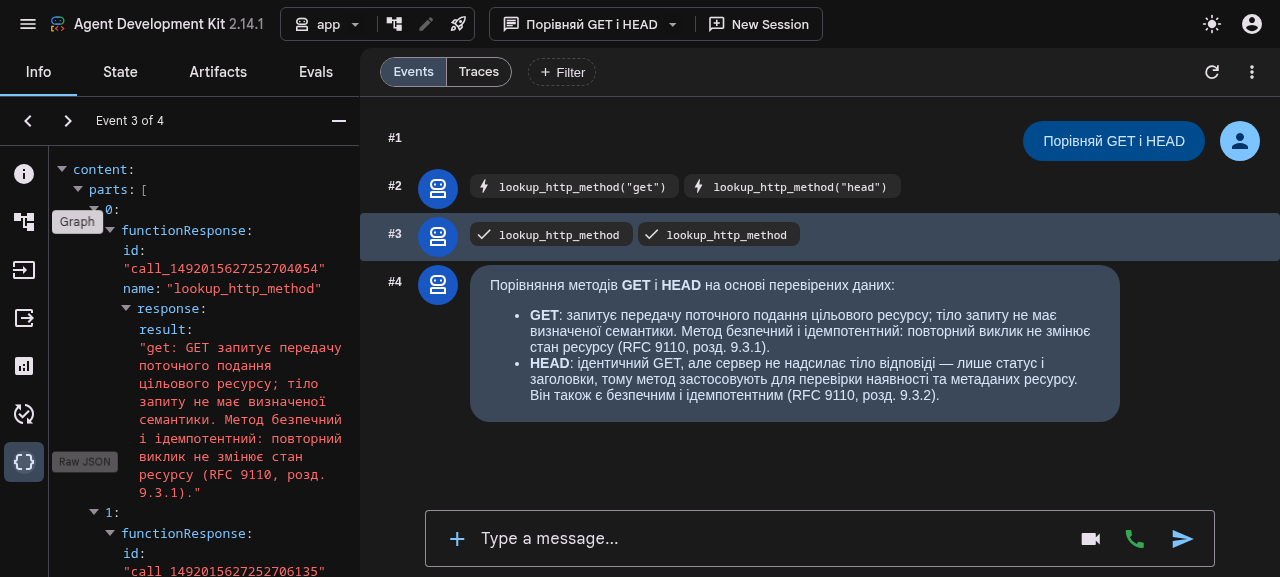 Agent Development Kit 2.14.1
app
Порівняй GET і HEAD
New Session
Info
State
Artifacts
Evals
Events
Traces
Filter
Event 3 of 4
content:
parts: [
0:
Graph
functionResponse:
id:
"call_1492015627252704054"
name: "lookup_http_method"
response:
result:
"get: GET запитує передачу
поточного подання
цільового ресурсу; тіло
запиту не має визначеної
семантики. Метод безпечний
і ідемпотентний: повторний
виклик не змінює стан
ресурсу (RFC 9110, розд.
9.3.1)."
Raw JSON
1:
functionResponse:
id:
"call_1492015627252706135"
#1
Порівняй GET і HEAD
#2
lookup_http_method("get")
lookup_http_method("head")
#3
lookup_http_method
lookup_http_method
#4
Порівняння методів GET і HEAD на основі перевірених даних:
• GET: запитує передачу поточного подання цільового ресурсу; тіло запиту не має
визначеної семантики. Метод безпечний і ідемпотентний: повторний виклик не змінює
стан ресурсу (RFC 9110, розд. 9.3.1).
• HEAD: ідентичний GET, але сервер не надсилає тіло відповіді — лише статус і
заголовки, тому метод застосовують для перевірки наявності та метаданих ресурсу.
Він також є безпечним і ідемпотентним (RFC 9110, розд. 9.3.2).
Type a message...